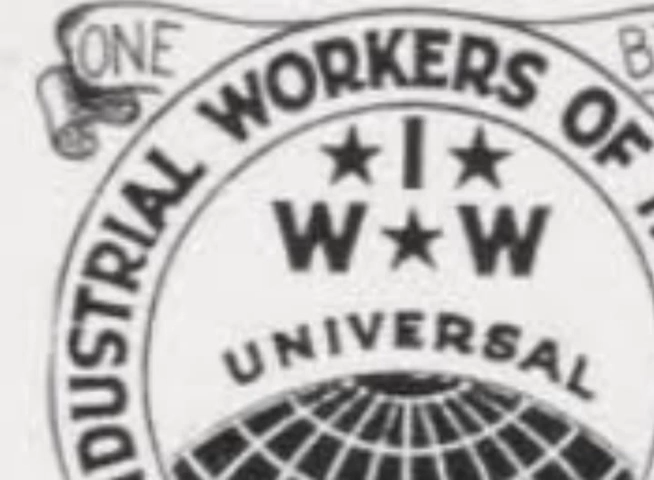 ONE
INDUSTRIAL WORKERS OF
★ I ★
W ★ W
UNIVERSAL